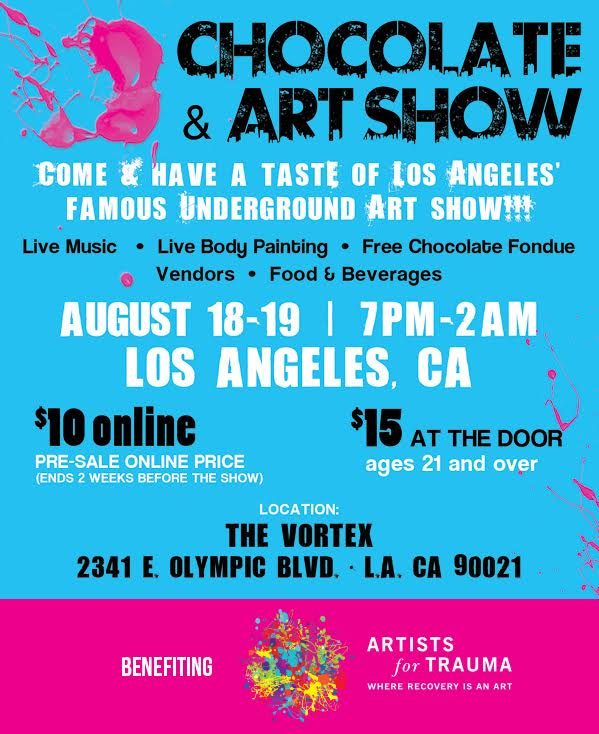 CHOCOLATE
& ART SHOW
COME & HAVE A TASTE OF LOS ANGELES'
FAMOUS UNDERGROUND ART SHOW!!!
Live Music • Live Body Painting • Free Chocolate Fondue
Vendors • Food & Beverages
AUGUST 18-19 | 7PM-2AM
LOS ANGELES, CA
$10 online
PRE-SALE ONLINE PRICE
(ENDS 2 WEEKS BEFORE THE SHOW)
$15 AT THE DOOR
ages 21 and over
LOCATION:
THE VORTEX
2341 E. OLYMPIC BLVD. · L.A. CA 90021
BENEFITING
ARTISTS
for TRAUMA
WHERE RECOVERY IS AN ART